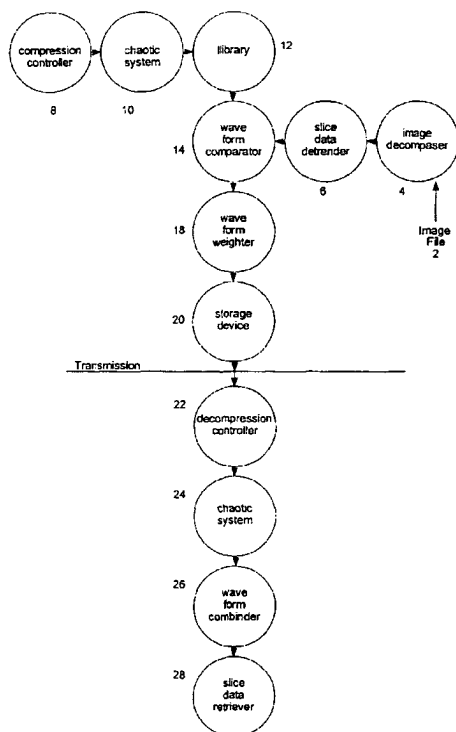 compression
controller
8
chaotic
system
10
library
12
wave
form
comparator
14
slice
data
detrender
6
image
decompaser
4
Image
File
2
18
wave
form
weighter
20
storage
device
Transmission
22
decompression
controller
24
chaotic
system
26
wave
form
combinder
28
slice
data
retriever